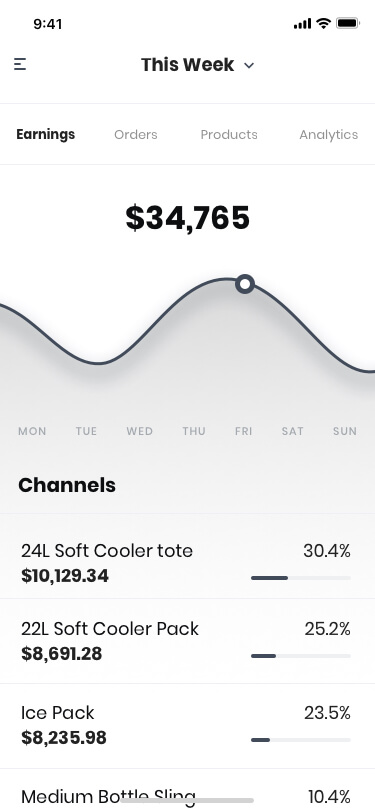 9:41
This Week
Earnings Orders Products Analytics
$34,765
MON TUE WED THU FRI SAT SUN
Channels
24L Soft Cooler tote 30.4%
$10,129.34
22L Soft Cooler Pack 25.2%
$8,691.28
Ice Pack 23.5%
$8,235.98
Medium Bottle Sling 10.4%